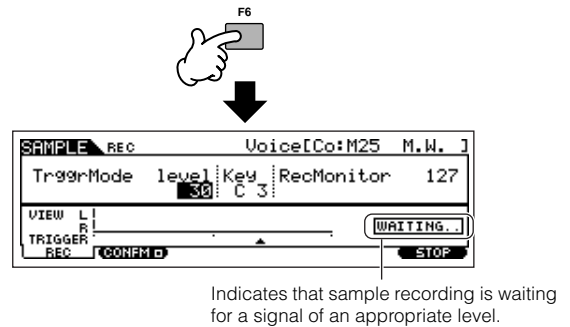 F6
SAMPLE REC Voice[Co:M25 M.W. ]
TrggrMode level Key RecMonitor 127
30 C 3
VIEW L
R WAITING..
TRIGGER
REC CONFM STOP
Indicates that sample recording is waiting
for a signal of an appropriate level.